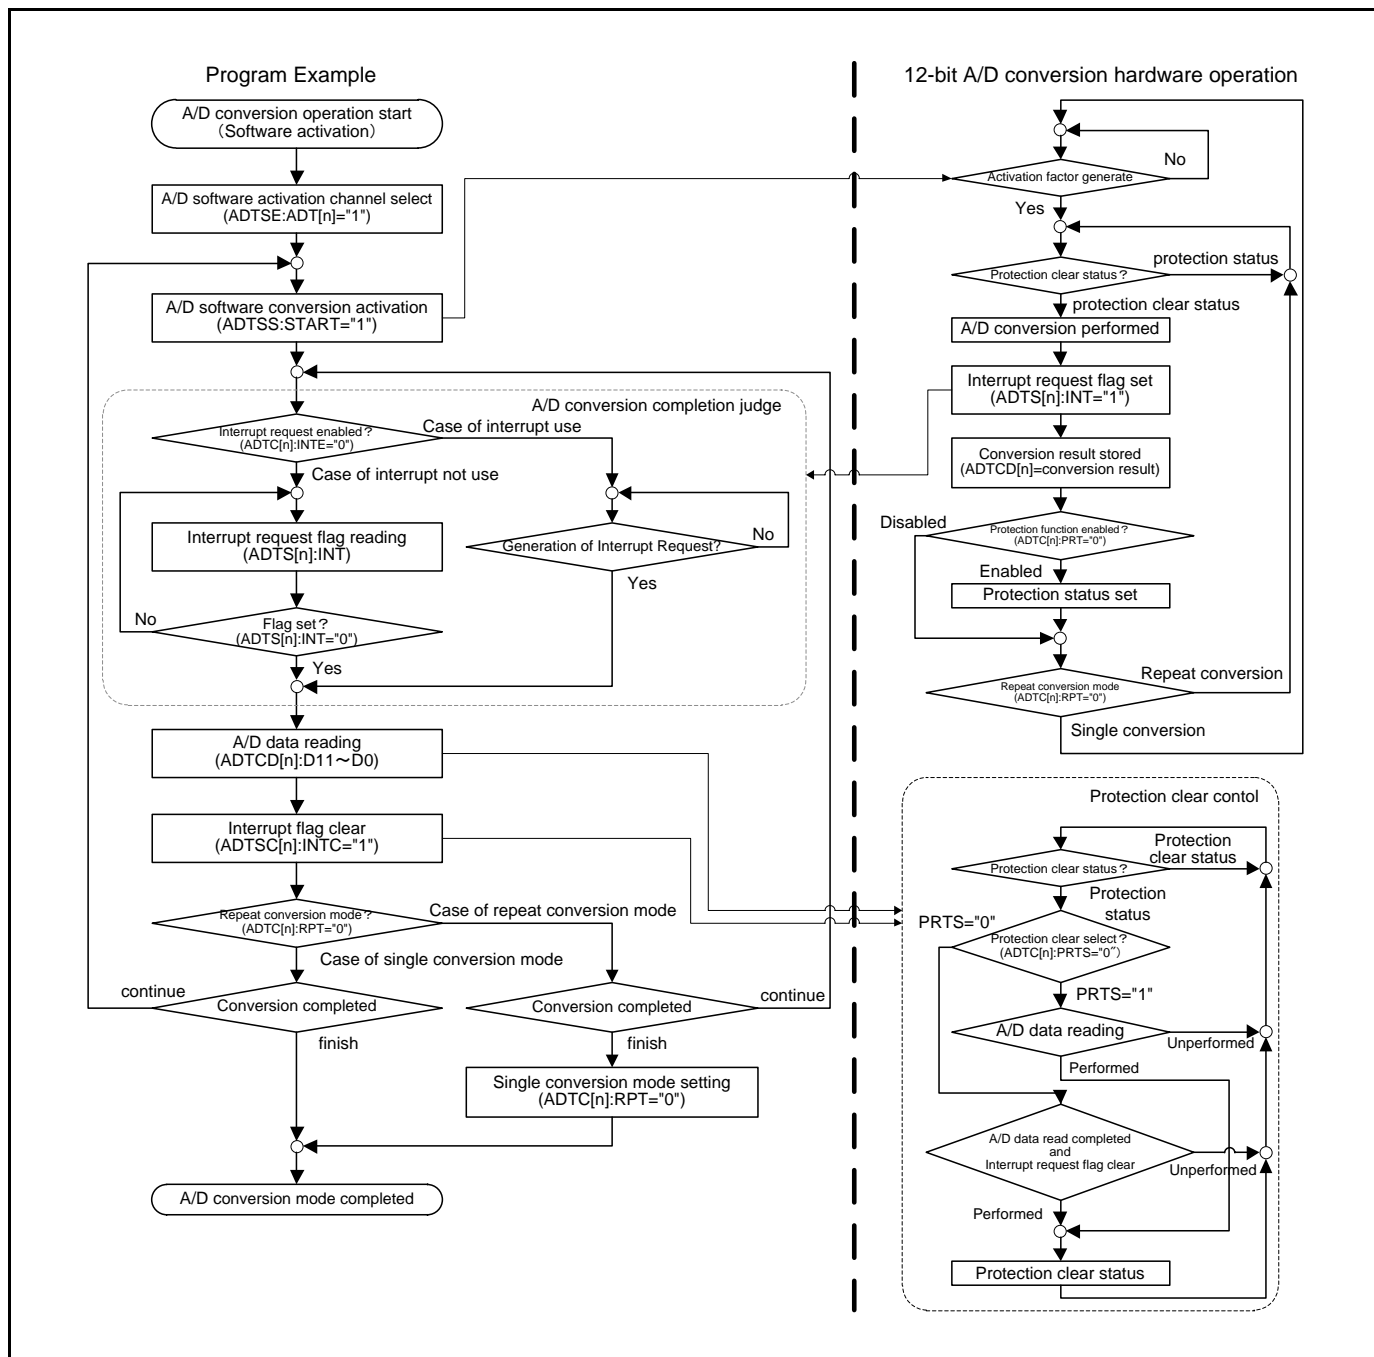 Program Example
A/D conversion operation start
（Software activation）
A/D software activation channel select
(ADTSE:ADT[n]="1")
A/D software conversion activation
(ADTSS:START="1")
A/D conversion completion judge
Interrupt request enabled？
(ADTC[n]:INTE="0")
Case of interrupt use
Case of interrupt not use
Interrupt request flag reading
(ADTS[n]:INT)
Generation of Interrupt Request?
No
Yes
Flag set？
(ADTS[n]:INT="0")
No
Yes
A/D data reading
(ADTCD[n]:D11～D0)
Interrupt flag clear
(ADTSC[n]:INTC="1")
Repeat conversion mode？
(ADTC[n]:RPT="0")
Case of repeat conversion mode
Case of single conversion mode
continue
Conversion completed
finish
Conversion completed
continue
finish
Single conversion mode setting
(ADTC[n]:RPT="0")
A/D conversion mode completed
12-bit A/D conversion hardware operation
Activation factor generate
No
Yes
Protection clear status？
protection status
protection clear status
A/D conversion performed
Interrupt request flag set
(ADTS[n]:INT="1")
Conversion result stored
(ADTCD[n]=conversion result)
Disabled
Protection function enabled？
(ADTC[n]:PRT="0")
Enabled
Protection status set
Repeat conversion mode
(ADTC[n]:RPT="0")
Repeat conversion
Single conversion
Protection clear contol
Protection clear status？
Protection
clear status
Protection
status
PRTS="0"
Protection clear select？
(ADTC[n]:PRTS="0″)
PRTS="1"
A/D data reading
Unperformed
Performed
A/D data read completed
and
Interrupt request flag clear
Unperformed
Performed
Protection clear status